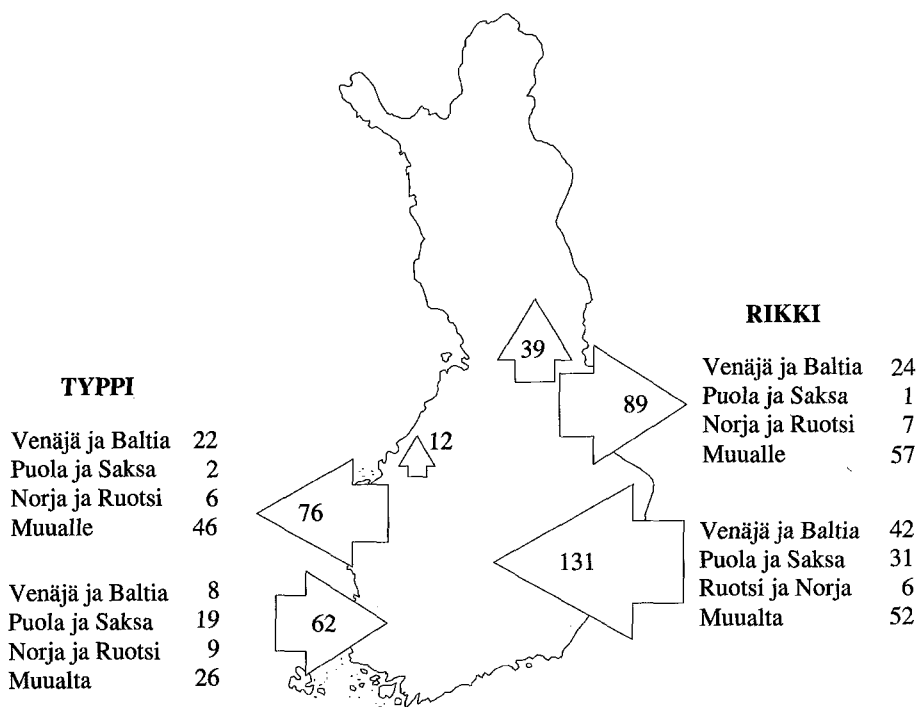 39
RIKKI
89
Venäjä ja Baltia 24
Puola ja Saksa 1
Norja ja Ruotsi 7
Muualle 57
TYPPI
12
Venäjä ja Baltia 22
Puola ja Saksa 2
Norja ja Ruotsi 6
Muualle 46
76
131
Venäjä ja Baltia 42
Puola ja Saksa 31
Ruotsi ja Norja 6
Muualta 52
Venäjä ja Baltia 8
Puola ja Saksa 19
Norja ja Ruotsi 9
Muualta 26
62